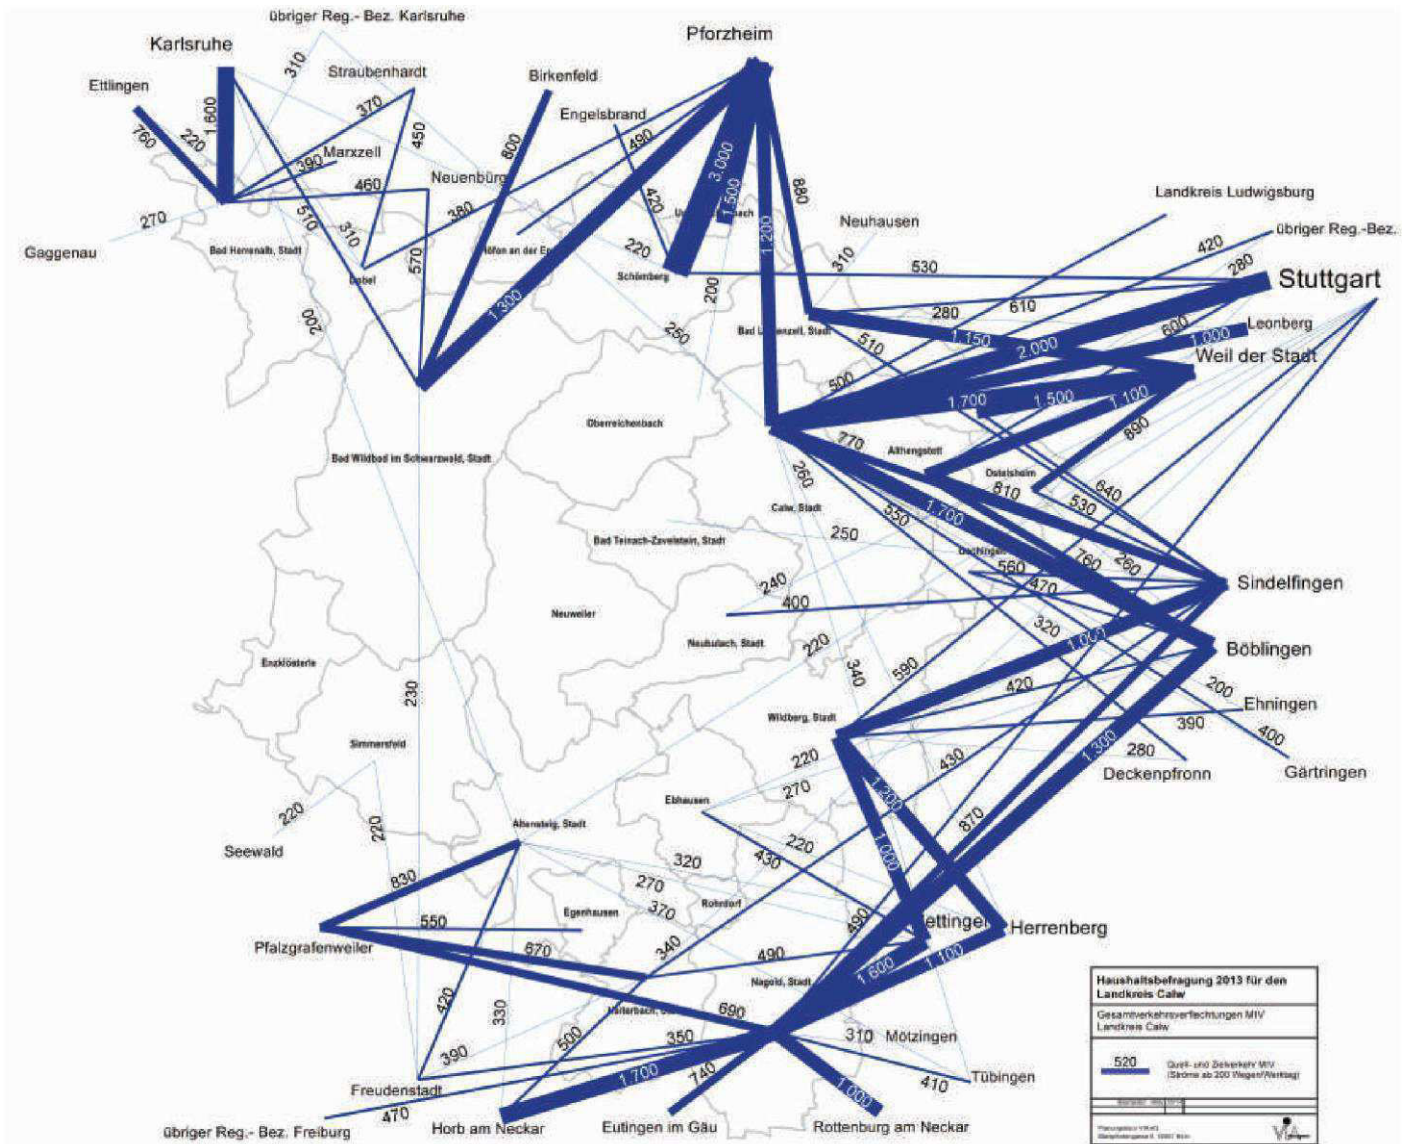 übriger Reg.- Bez. Karlsruhe
Karlsruhe
Pforzheim
Ettlingen
Straubenhardt
Birkenfeld
Engelsbrand
310
370
1.600
760
220
450
800
490
Marxzell
390
3.000
1.500
Neuenbürg
460
380
420
880
Landkreis Ludwigsburg
Neuhausen
übriger Reg.-Bez.
270
Gaggenau
510
310
Bad Herrenalb, Stadt
Dobel
570
Höfen an der
220
Schömberg
1.200
310
530
420
280
Stuttgart
200
1.300
200
250
Bad Stadt
280
610
600
Leonberg
510
1.150
2.000
1.000
Weil der Stadt
500
1.700
1.500
1.100
Oberreichenbach
770
Althengstett
890
Bad Wildbad im Schwarzwald, Stadt
260
Ostelsheim
810
640
530
Calw, Stadt
550
1.700
250
Bad Teinach-Zavelstein, Stadt
760
260
560
470
Sindelfingen
240
400
Neuweiler
Neubulach, Stadt
320
1.000
Böblingen
220
340
590
Enzklösterle
230
420
200
Ehningen
Wildberg, Stadt
390
400
Simmersfeld
220
430
1.300
280
Deckenpfronn
Gärtringen
270
1.200
Ebhausen
220
220
Seewald
Altensteig, Stadt
870
430
220
1.000
320
830
270
370
Rohrdorf
Egenhausen
490
550
ettingen
Herrenberg
Pfalzgrafenweiler
670
340
490
1.600
1.100
Nagold, Stadt
420
330
690
500
350
310
Mötzingen
390
1.700
740
1.000
410
Tübingen
Freudenstadt
470
übriger Reg.- Bez. Freiburg
Horb am Neckar
Eutingen im Gäu
Rottenburg am Neckar
Haushaltsbefragung 2013 für den
Landkreis Calw
Gesamtverkehrsverflechtungen MIV
Landkreis Calw
520
Quell- und Zielverkehr MIV
(Ströme ab 200 Wegen/Werktag)